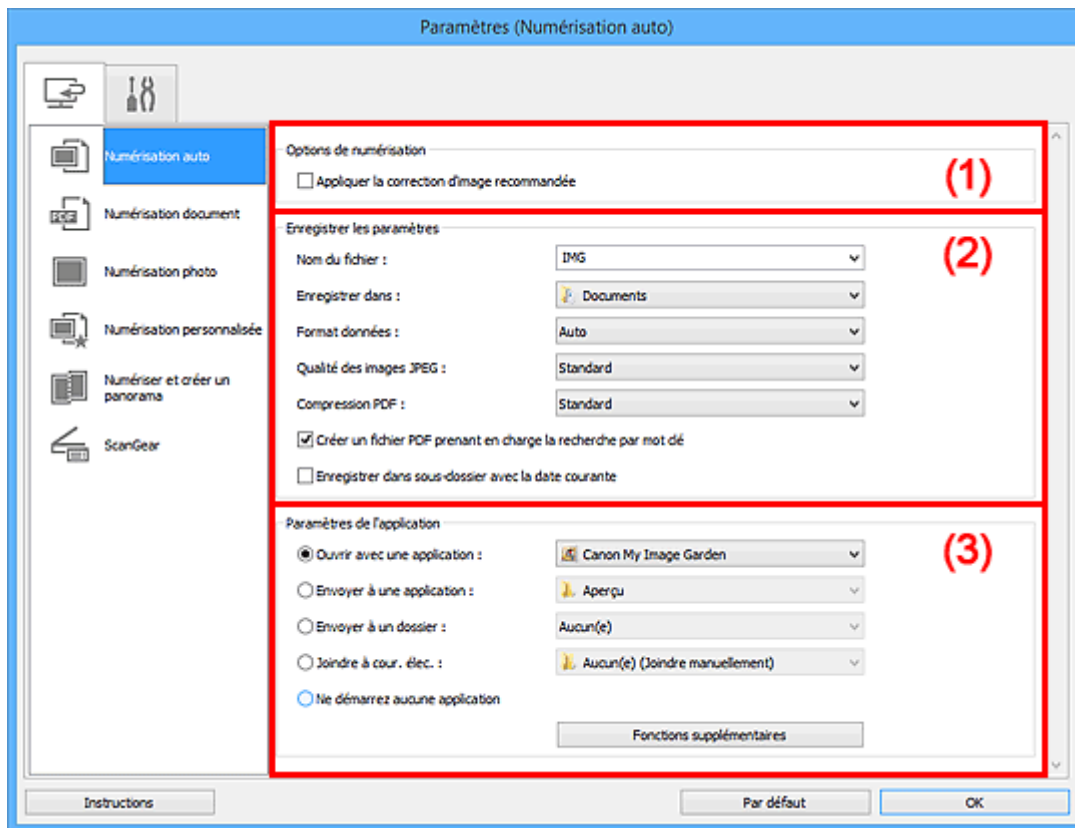 Paramètres (Numérisation auto)
Numérisation auto
Numérisation document
Numérisation photo
Numérisation personnalisée
Numériser et créer un
panorama
ScanGear
PDF
Options de numérisation
Appliquer la correction d'image recommandée
(1)
Enregistrer les paramètres
(2)
Nom du fichier : IMG
Enregistrer dans : Documents
Format données : Auto
Qualité des images JPEG : Standard
Compression PDF : Standard
Créer un fichier PDF prenant en charge la recherche par mot clé
Enregistrer dans sous-dossier avec la date courante
Paramètres de l'application
(3)
Ouvrir avec une application : Canon My Image Garden
Envoyer à une application : Aperçu
Envoyer à un dossier : Aucun(e)
Joindre à cour. élec. : Aucun(e) (Joindre manuellement)
Ne démarrez aucune application
Fonctions supplémentaires
Instructions
Par défaut
OK